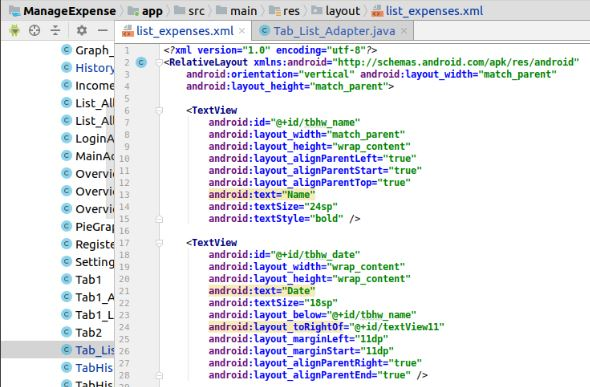 ManageExpense app src main res layout list_expenses.xml
list_expenses.xml Tab_List_Adapter.java
Graph_
History
Income
List_All
List_All
LoginA
MainAc
Overvi
Overvi
Overvi
PieGra
Registe
Setting
Tab1
Tab1_A
Tab1_L
Tab2
Tab_Lis
TabHis
TabHis
1 <?xml version="1.0" encoding="utf-8"?>
2 <RelativeLayout xmlns:android="http://schemas.android.com/apk/res/android"
3 android:orientation="vertical" android:layout_width="match_parent"
4 android:layout_height="match_parent">
5
6 <TextView
7 android:id="@+id/tbhw_name"
8 android:layout_width="match_parent"
9 android:layout_height="wrap_content"
10 android:layout_alignParentLeft="true"
11 android:layout_alignParentStart="true"
12 android:layout_alignParentTop="true"
13 android:text="Name"
14 android:textSize="24sp"
15 android:textStyle="bold" />
16
17 <TextView
18 android:id="@+id/tbhw_date"
19 android:layout_width="wrap_content"
20 android:layout_height="wrap_content"
21 android:text="Date"
22 android:textSize="18sp"
23 android:layout_below="@+id/tbhw_name"
24 android:layout_toRightOf="@+id/textView11"
25 android:layout_marginLeft="11dp"
26 android:layout_marginStart="11dp"
27 android:layout_alignParentRight="true"
28 android:layout_alignParentEnd="true" />